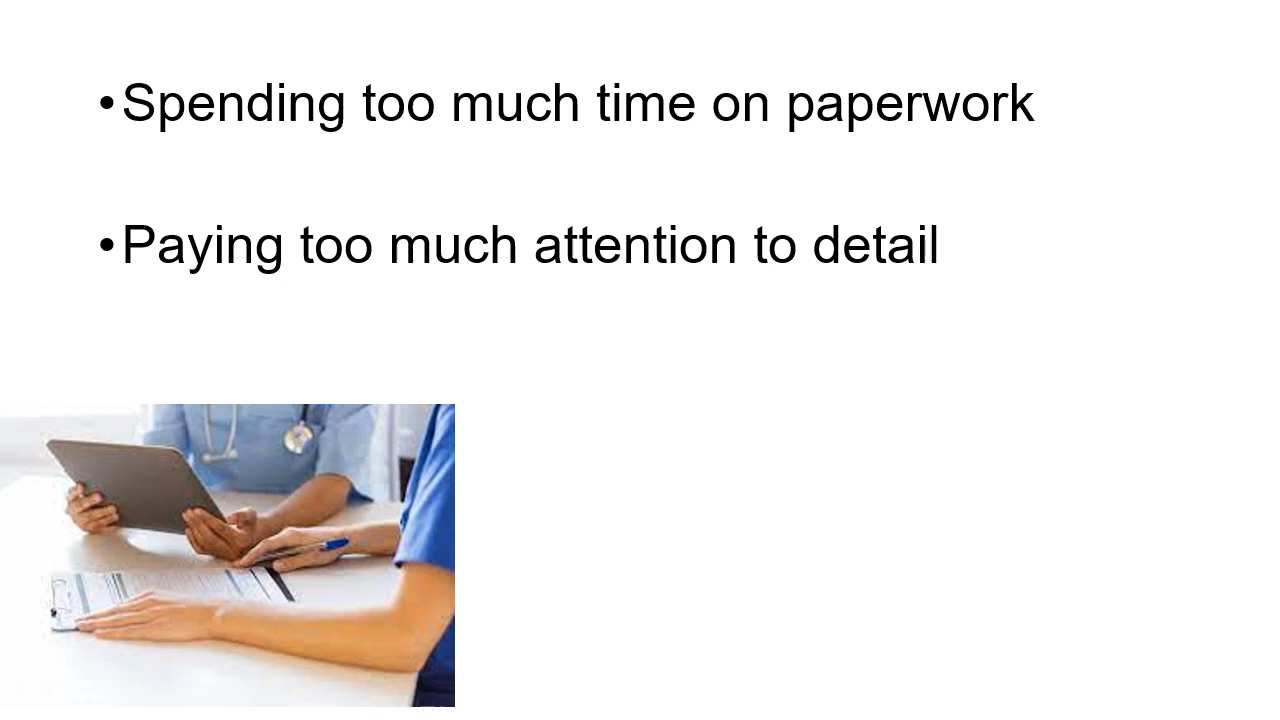 •Spending too much time on paperwork
•Paying too much attention to detail